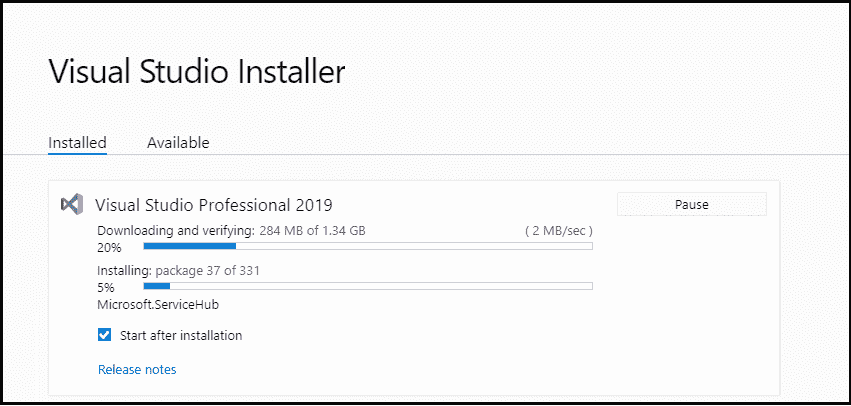 Visual Studio Installer
Installed Available
Visual Studio Professional 2019 Pause
Downloading and verifying: 284 MB of 1.34 GB ( 2 MB/sec )
20%
Installing: package 37 of 331
5%
Microsoft.ServiceHub
Start after installation
Release notes